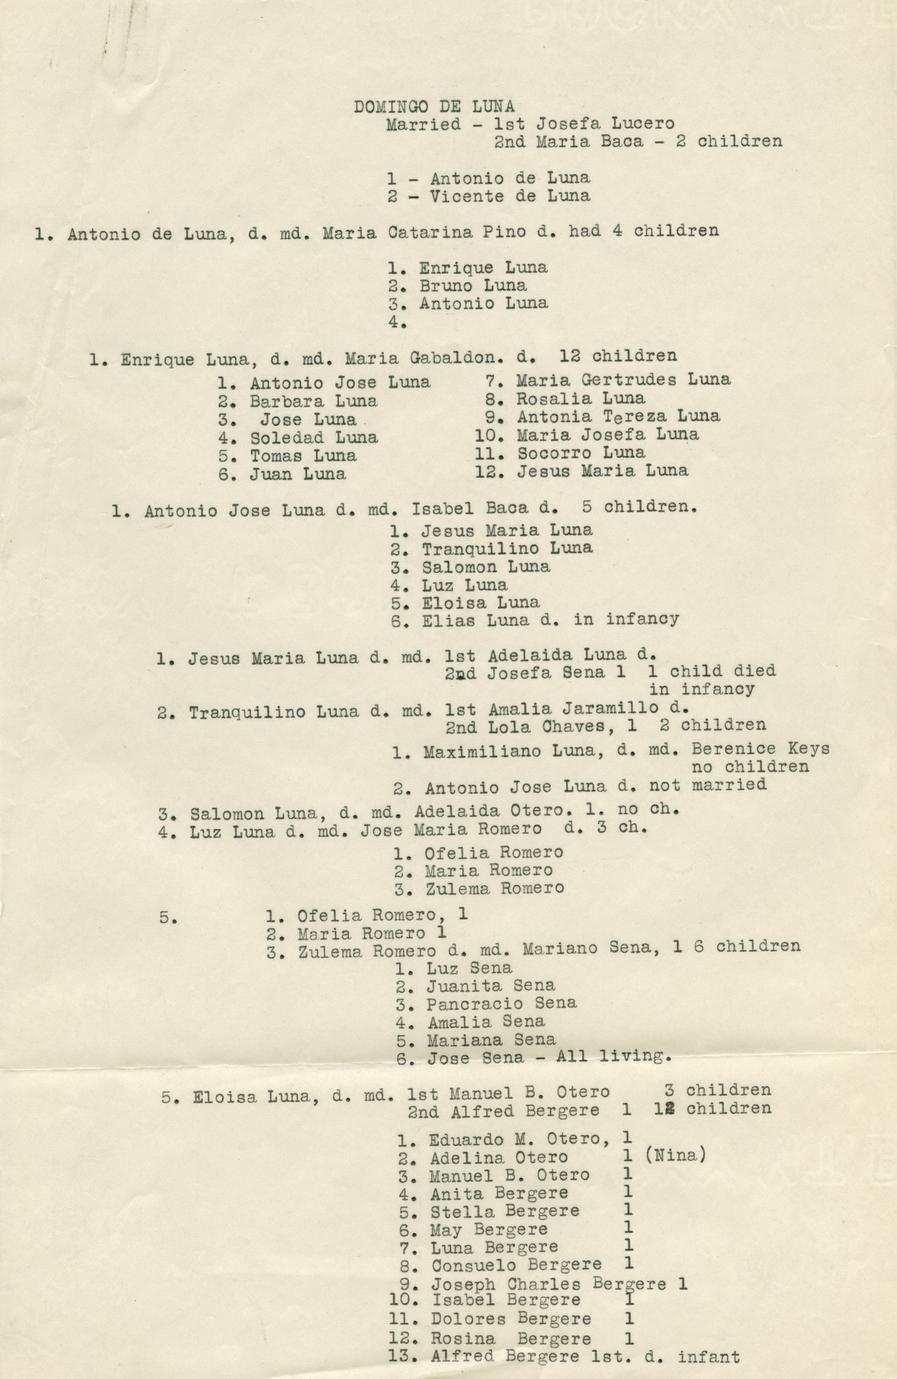 DOMINGO DE LUNA
Married - 1st Josefa Lucero
2nd Maria Baca - 2 children
1 - Antonio de Luna
2 - Vicente de Luna
1. Antonio de Luna, d. md. Maria Catarina Pino d. had 4 children
1. Enrique Luna
2. Bruno Luna
3. Antonio Luna
4.
1. Enrique Luna, d. md. Maria Gabaldon. d. 12 children
1. Antonio Jose Luna 7. Maria Gertrudes Luna
2. Barbara Luna 8. Rosalia Luna
3. Jose Luna 9. Antonia Tereza Luna
4. Soledad Luna 10. Maria Josefa Luna
5. Tomas Luna 11. Socorro Luna
6. Juan Luna 12. Jesus Maria Luna
1. Antonio Jose Luna d. md. Isabel Baca d. 5 children.
1. Jesus Maria Luna
2. Tranquilino Luna
3. Salomon Luna
4. Luz Luna
5. Eloisa Luna
6. Elias Luna d. in infancy
1. Jesus Maria Luna d. md. 1st Adelaida Luna d.
2nd Josefa Sena 1 1 child died
in infancy
2. Tranquilino Luna d. md. 1st Amalia Jaramillo d.
2nd Lola Chaves, 1 2 children
1. Maximiliano Luna, d. md. Berenice Keys
no children
2. Antonio Jose Luna d. not married
3. Salomon Luna, d. md. Adelaida Otero. 1. no ch.
4. Luz Luna d. md. Jose Maria Romero d. 3 ch.
1. Ofelia Romero
2. Maria Romero
3. Zulema Romero
5. 1. Ofelia Romero, 1
2. Maria Romero 1
3. Zulema Romero d. md. Mariano Sena, 1 6 children
1. Luz Sena
2. Juanita Sena
3. Pancracio Sena
4. Amalia Sena
5. Mariana Sena
6. Jose Sena - All living.
5. Eloisa Luna, d. md. 1st Manuel B. Otero 3 children
2nd Alfred Bergere 1 12 children
1. Eduardo M. Otero, 1
2. Adelina Otero 1 (Nina)
3. Manuel B. Otero 1
4. Anita Bergere 1
5. Stella Bergere 1
6. May Bergere 1
7. Luna Bergere 1
8. Consuelo Bergere 1
9. Joseph Charles Bergere 1
10. Isabel Bergere 1
11. Dolores Bergere 1
12. Rosina Bergere 1
13. Alfred Bergere 1st. d. infant